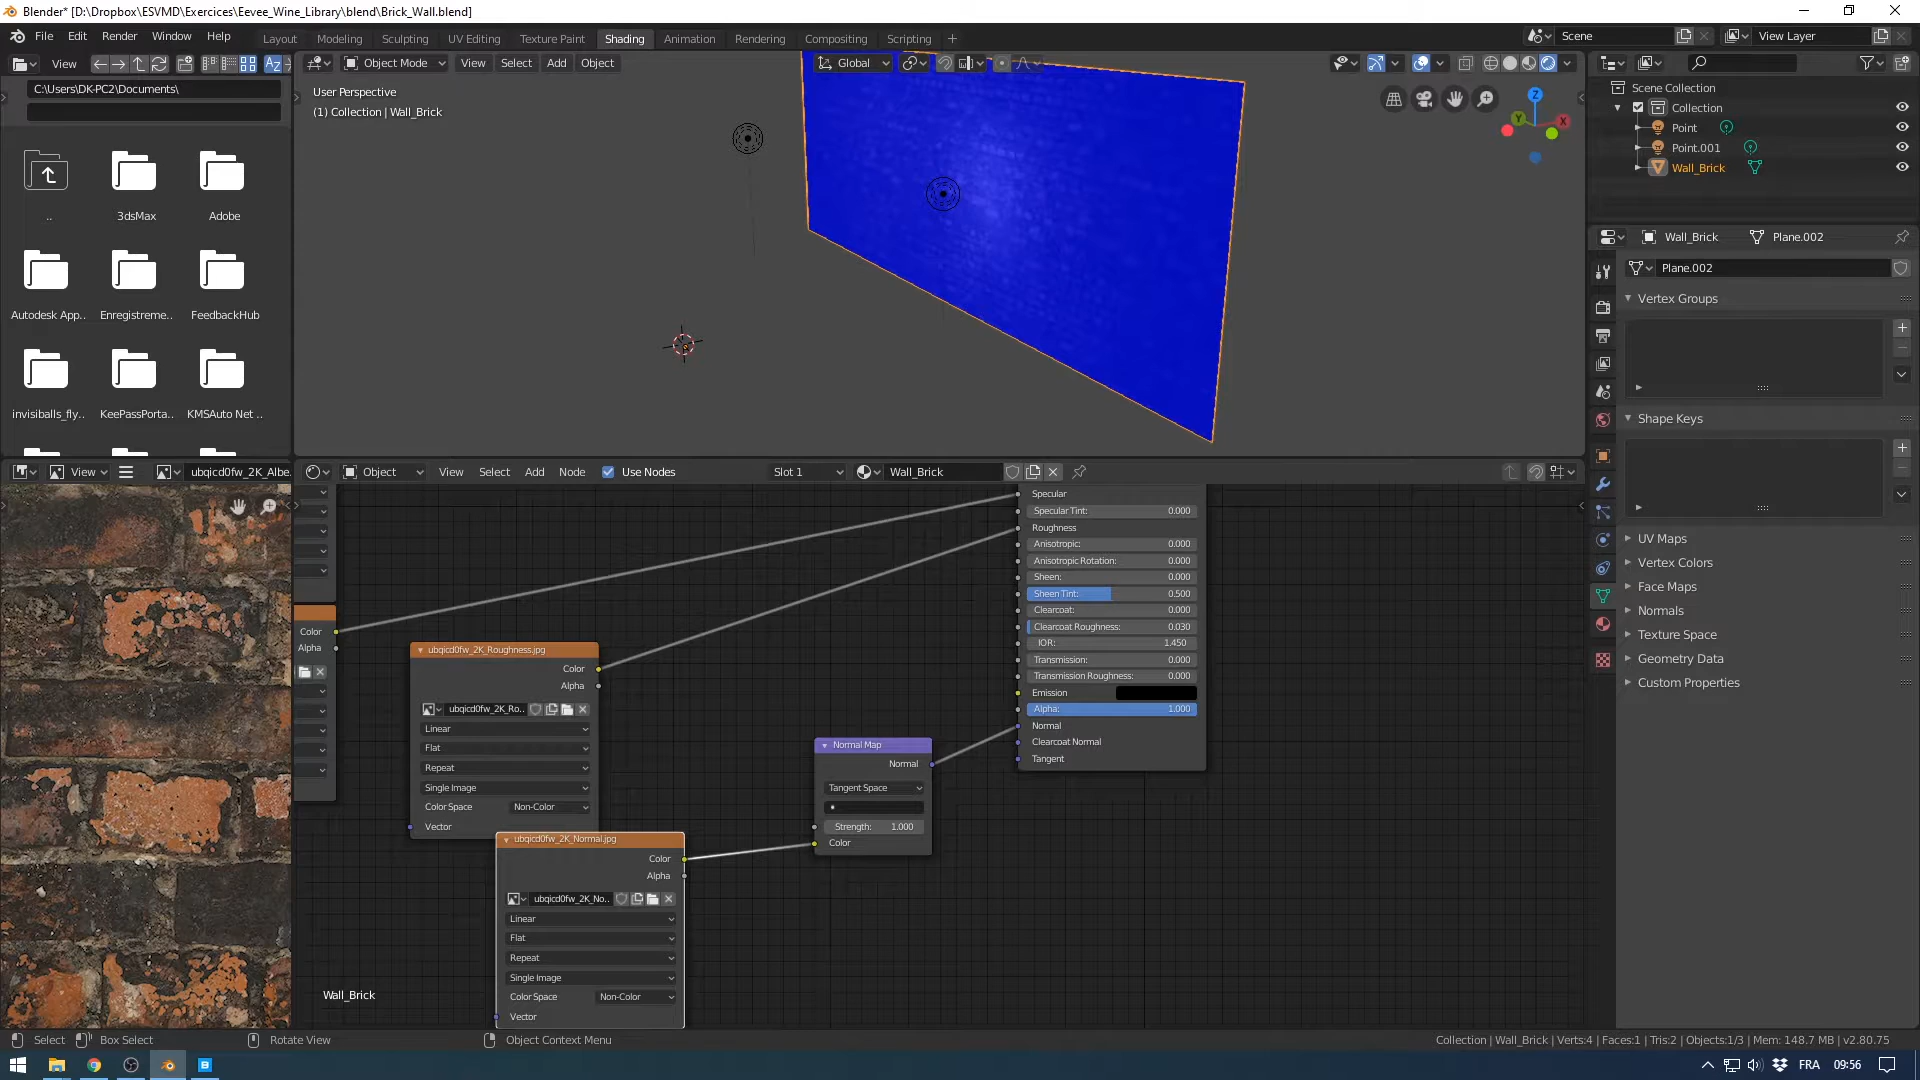 Blender* [D:\Dropbox\ESVMD\Exercices\Eevee_Wine_Library\blend\Brick_Wall.blend]
File Edit Render Window Help
Layout Modeling Sculpting UV Editing Texture Paint Shading Animation Rendering Compositing Scripting +
Scene
View Layer
View
C:\Users\DK-PC2\Documents\
..
3dsMax
Adobe
Autodesk App..
Enregistreme..
FeedbackHub
invisiballs_fly..
KeePassPorta..
KMSAuto Net ..
Object Mode
View Select Add Object
Global
User Perspective
(1) Collection | Wall_Brick
Z
Y
X
Scene Collection
Collection
Point
Point.001
Wall_Brick
Wall_Brick
Plane.002
Plane.002
Vertex Groups
Shape Keys
UV Maps
Vertex Colors
Face Maps
Normals
Texture Space
Geometry Data
Custom Properties
View
ubqicd0fw_2K_Albe.
Object
View Select Add Node
Use Nodes
Slot 1
Wall_Brick
Color
Alpha
ubqicd0fw_2K_Roughness.jpg
Color
Alpha
ubqicd0fw_2K_Ro..
Linear
Flat
Repeat
Single Image
Color Space Non-Color
Vector
ubqicd0fw_2K_Normal.jpg
Color
Alpha
ubqicd0fw_2K_No..
Linear
Flat
Repeat
Single Image
Color Space Non-Color
Vector
Normal Map
Normal
Tangent Space
Strength: 1.000
Color
Specular
Specular Tint: 0.000
Roughness
Anisotropic: 0.000
Anisotropic Rotation: 0.000
Sheen: 0.000
Sheen Tint: 0.500
Clearcoat: 0.000
Clearcoat Roughness: 0.030
IOR: 1.450
Transmission: 0.000
Transmission Roughness: 0.000
Emission
Alpha: 1.000
Normal
Clearcoat Normal
Tangent
Wall_Brick
Select
Box Select
Rotate View
Object Context Menu
Collection | Wall_Brick | Verts:4 | Faces:1 | Tris:2 | Objects:1/3 | Mem: 148.7 MB | v2.80.75
FRA 09:56